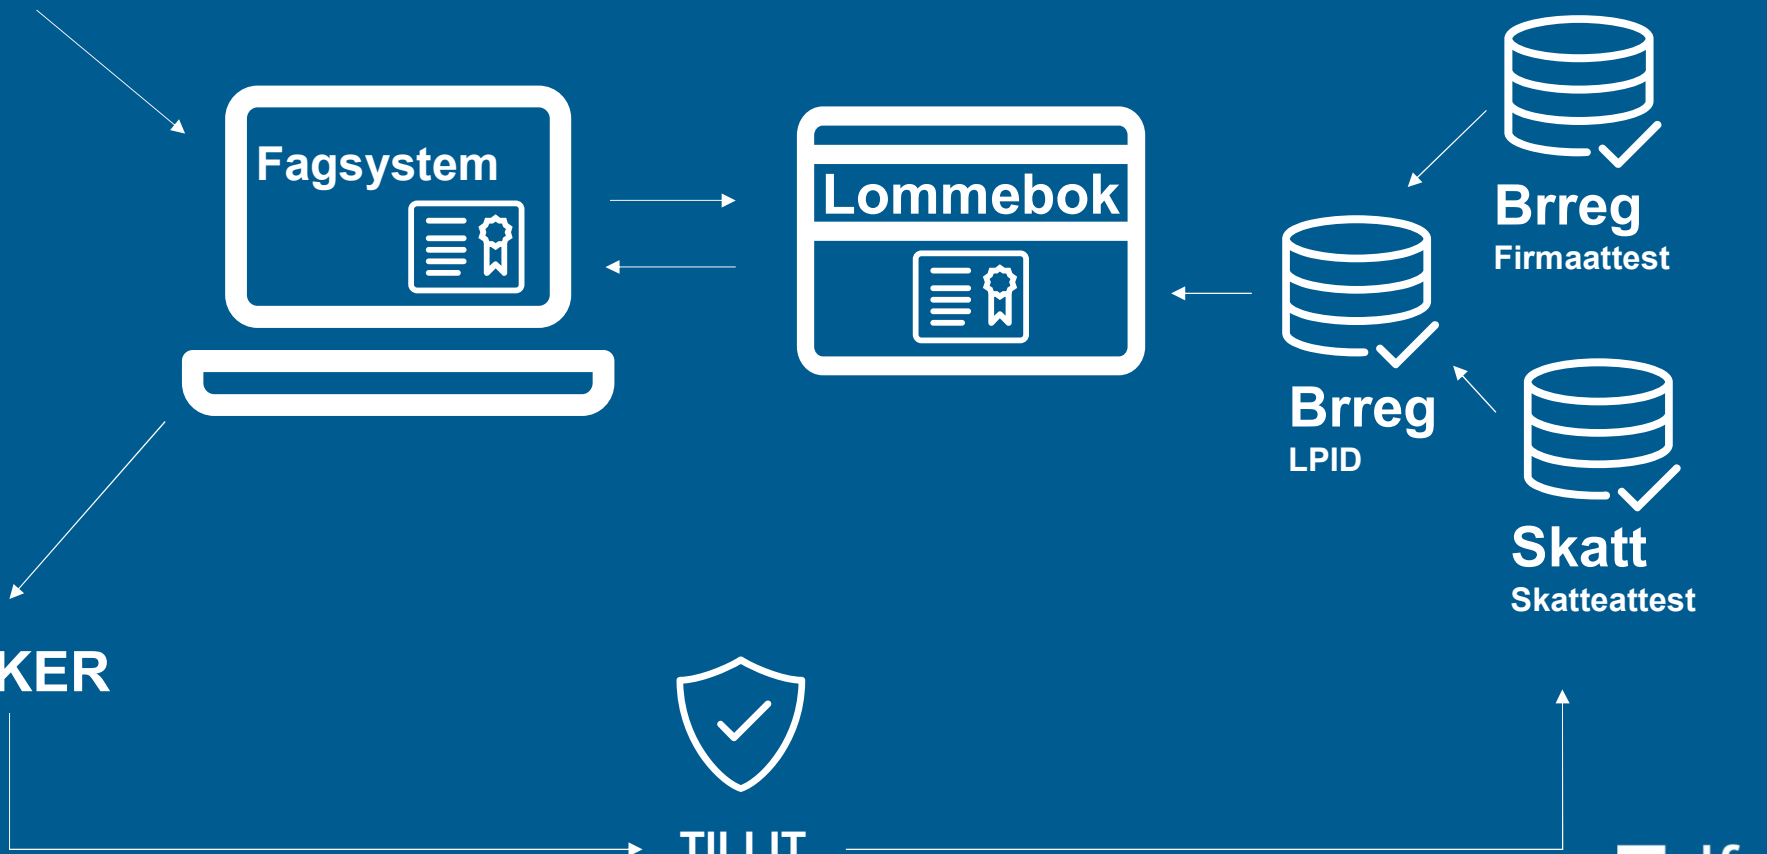 Fagsystem
Lommebok
Brreg
Firmaattest
Brreg
LPID
Skatt
Skatteattest
KER
TILLIT